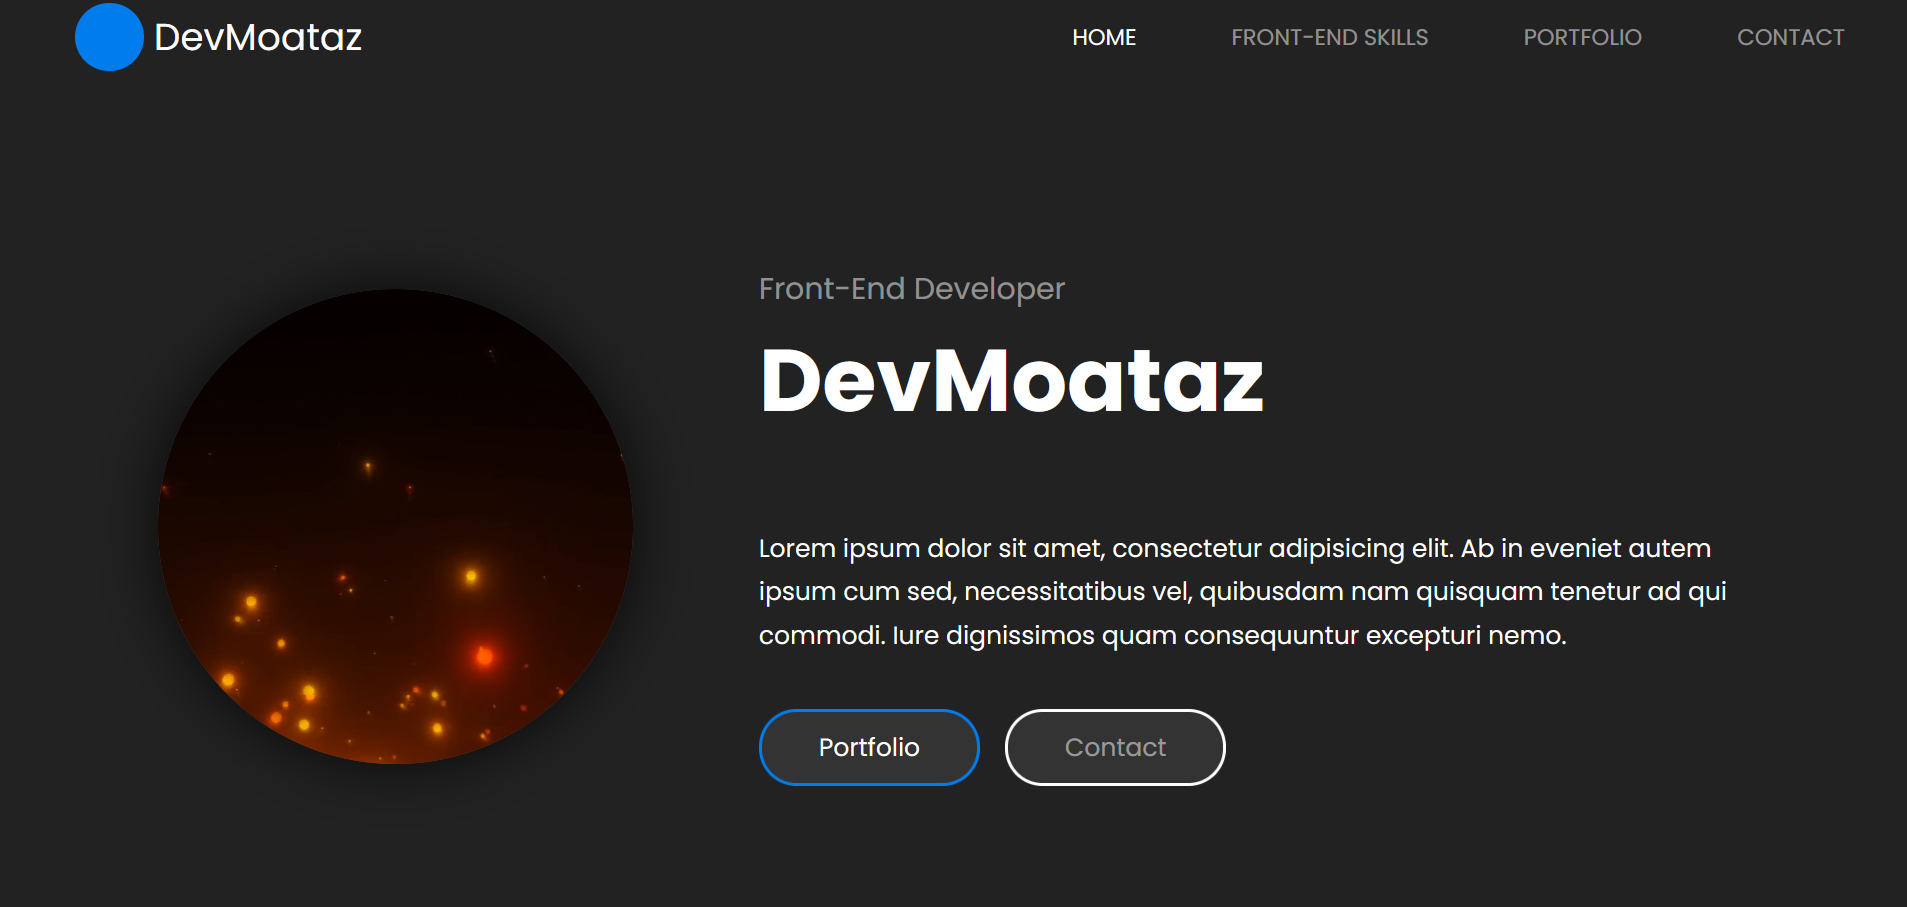 DevMoataz
HOME FRONT-END SKILLS PORTFOLIO CONTACT
Front-End Developer
DevMoataz
Lorem ipsum dolor sit amet, consectetur adipisicing elit. Ab in eveniet autem
ipsum cum sed, necessitatibus vel, quibusdam nam quisquam tenetur ad qui
commodi. Iure dignissimos quam consequuntur excepturi nemo.
Portfolio
Contact